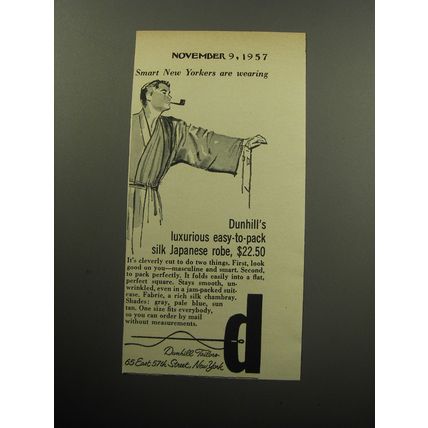 NOVEMBER 9, 1957
Smart New Yorkers are wearing
Dunhill's
luxurious easy-to-pack
silk Japanese robe, $22.50
It's cleverly cut to do two things. First, look
good on you—masculine and smart. Second,
to pack perfectly. It folds easily into a flat,
perfect square. Stays smooth, un-
wrinkled, even in a jam-packed suit-
case. Fabric, a rich silk chambray.
Shades: gray, pale blue, sun
tan. One size fits everybody,
so you can order by mail
without measurements.
d
Dunhill Tailors
65 East 57th Street, New York